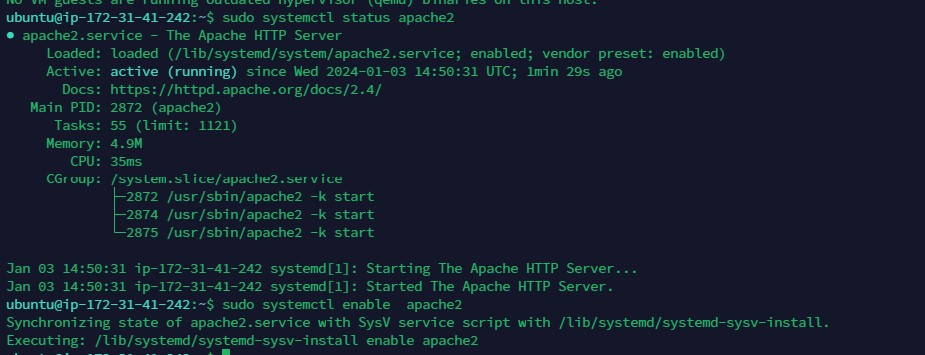 No VM guests are running outdated hypervisor (qemu) binaries on this host.
ubuntu@ip-172-31-41-242:~$ sudo systemctl status apache2
● apache2.service - The Apache HTTP Server
     Loaded: loaded (/lib/systemd/system/apache2.service; enabled; vendor preset: enabled)
     Active: active (running) since Wed 2024-01-03 14:50:31 UTC; 1min 29s ago
       Docs: https://httpd.apache.org/docs/2.4/
   Main PID: 2872 (apache2)
      Tasks: 55 (limit: 1121)
     Memory: 4.9M
        CPU: 35ms
     CGroup: /system.slice/apache2.service
             ├─2872 /usr/sbin/apache2 -k start
             ├─2874 /usr/sbin/apache2 -k start
             └─2875 /usr/sbin/apache2 -k start
Jan 03 14:50:31 ip-172-31-41-242 systemd[1]: Starting The Apache HTTP Server...
Jan 03 14:50:31 ip-172-31-41-242 systemd[1]: Started The Apache HTTP Server.
ubuntu@ip-172-31-41-242:~$ sudo systemctl enable  apache2
Synchronizing state of apache2.service with SysV service script with /lib/systemd/systemd-sysv-install.
Executing: /lib/systemd/systemd-sysv-install enable apache2
ubuntu@ip-172-31-41-242:~$